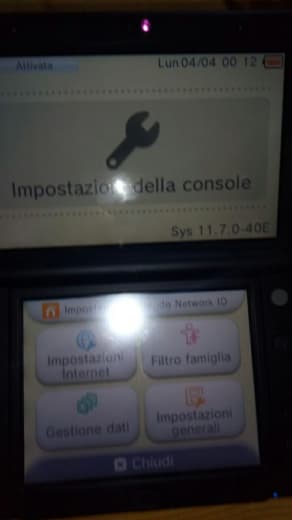 Attivata
Lun 04/04 00 12
Impostazioni della console
Sys 11.7.0-40E
Network ID
Impostazioni
Internet
Filtro famiglia
Gestione dati
Impostazioni
generali
Chiudi